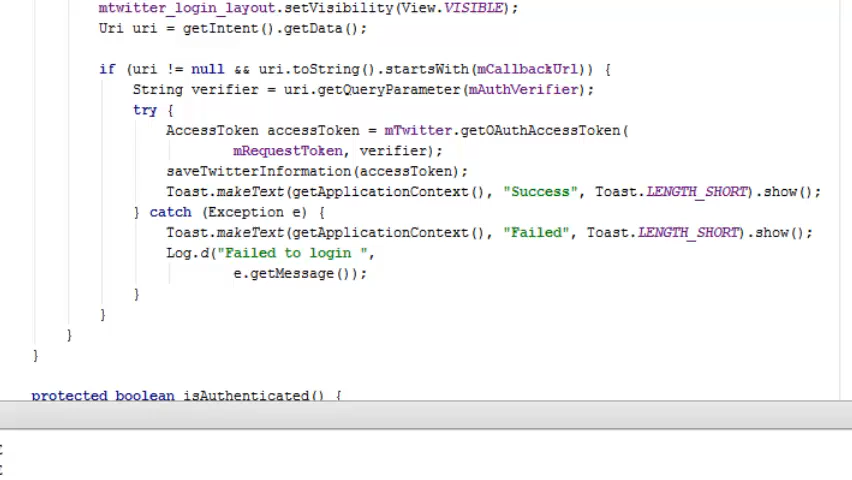 mtwitter_login_layout.setVisibility(View.VISIBLE);
Uri uri = getIntent().getData();
if (uri != null && uri.toString().startsWith(mCallbackUrl)) {
String verifier = uri.getQueryParameter(mAuthVerifier);
try {
AccessToken accessToken = mTwitter.getOAuthAccessToken(
mRequestToken, verifier);
saveTwitterInformation(accessToken);
Toast.makeText(getApplicationContext(), "Success", Toast.LENGTH_SHORT).show();
} catch (Exception e) {
Toast.makeText(getApplicationContext(), "Failed", Toast.LENGTH_SHORT).show();
Log.d("Failed to login ",
e.getMessage());
}
}
}
}
protected boolean isAuthenticated() {